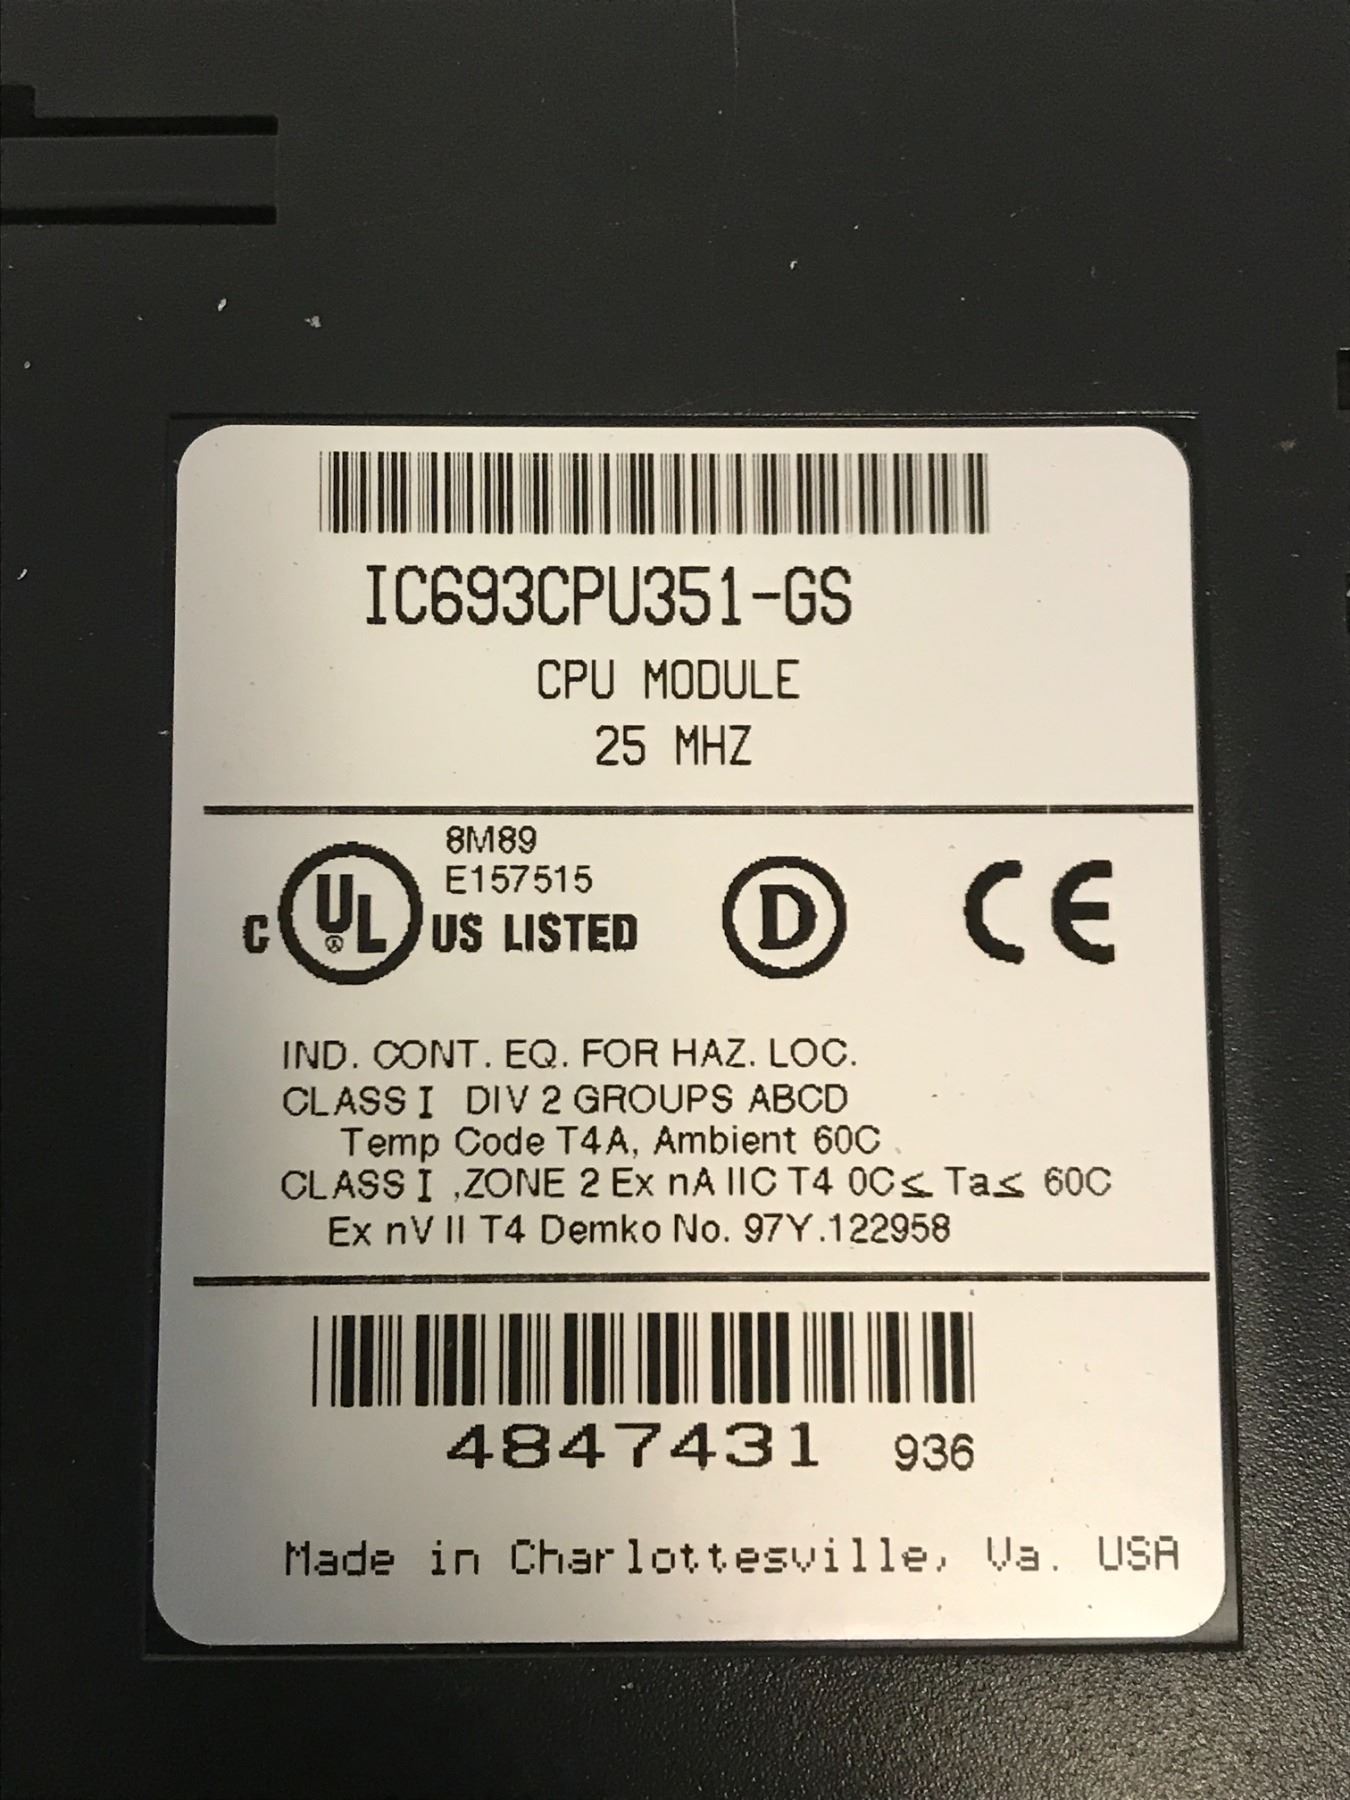 IC693CPU351-GS
CPU MODULE
25 MHZ
8M89
E157515
C UL US LISTED
D
CE
IND. CONT. EQ. FOR HAZ. LOC.
CLASS I DIV 2 GROUPS ABCD
Temp Code T4A, Ambient 60C
CLASS I ,ZONE 2 Ex nA IIC T4 0C≤ Ta≤ 60C
Ex nV II T4 Demko No. 97Y.122958
4847431 936
Made in Charlottesville, Va. USA